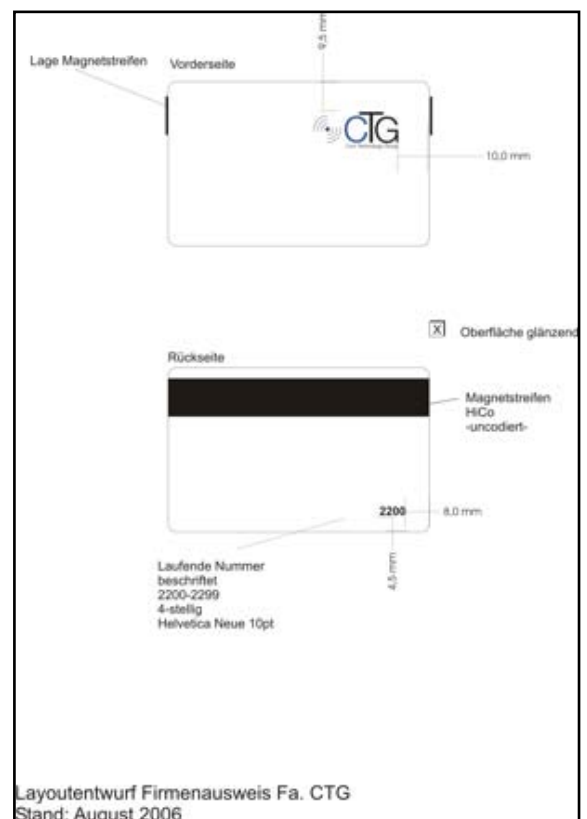 9,5 mm
Lage Magnetstreifen
Vorderseite
CTG
10,0 mm
X Oberfläche glänzend
Rückseite
Magnetstreifen
HiCo
-uncodiert-
2200
8,0 mm
4,5 mm
Laufende Nummer
beschriftet
2200-2299
4-stellig
Helvetica Neue 10pt
Layoutentwurf Firmenausweis Fa. CTG
Stand: August 2006